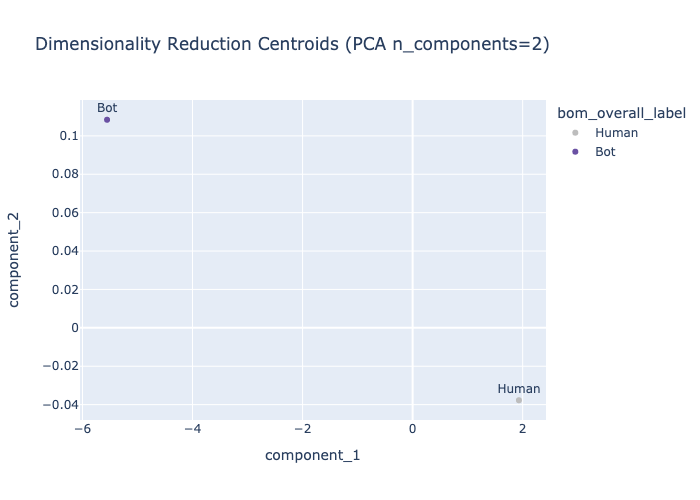 Dimensionality Reduction Centroids (PCA n_components=2)
Bot
bom_overall_label
Human
Bot
0.1
0.08
0.06
0.04
0.02
0
−0.02
−0.04
component_2
Human
−6
−4
−2
0
2
component_1